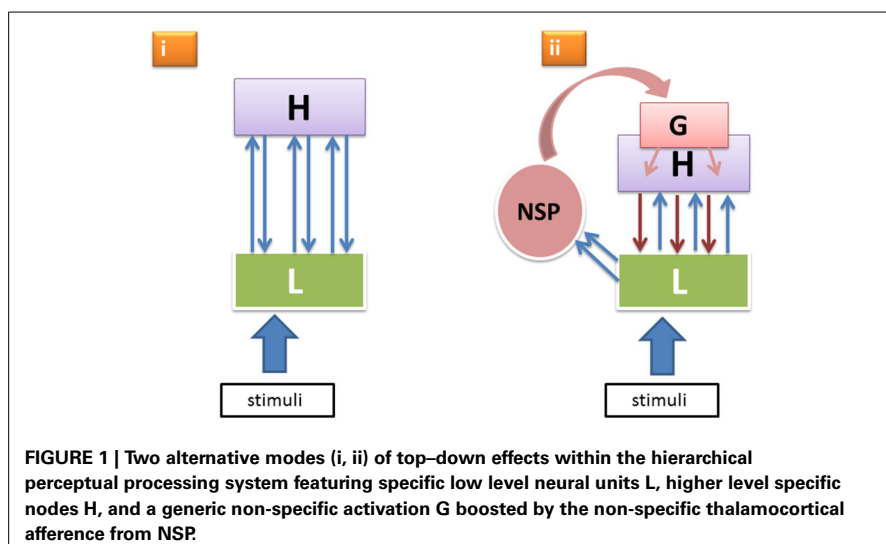 i
ii
H
G
H
NSP
L
L
stimuli
stimuli
FIGURE 1 | Two alternative modes (i, ii) of top–down effects within the hierarchical
perceptual processing system featuring specific low level neural units L, higher level specific
nodes H, and a generic non-specific activation G boosted by the non-specific thalamocortical
afference from NSP.